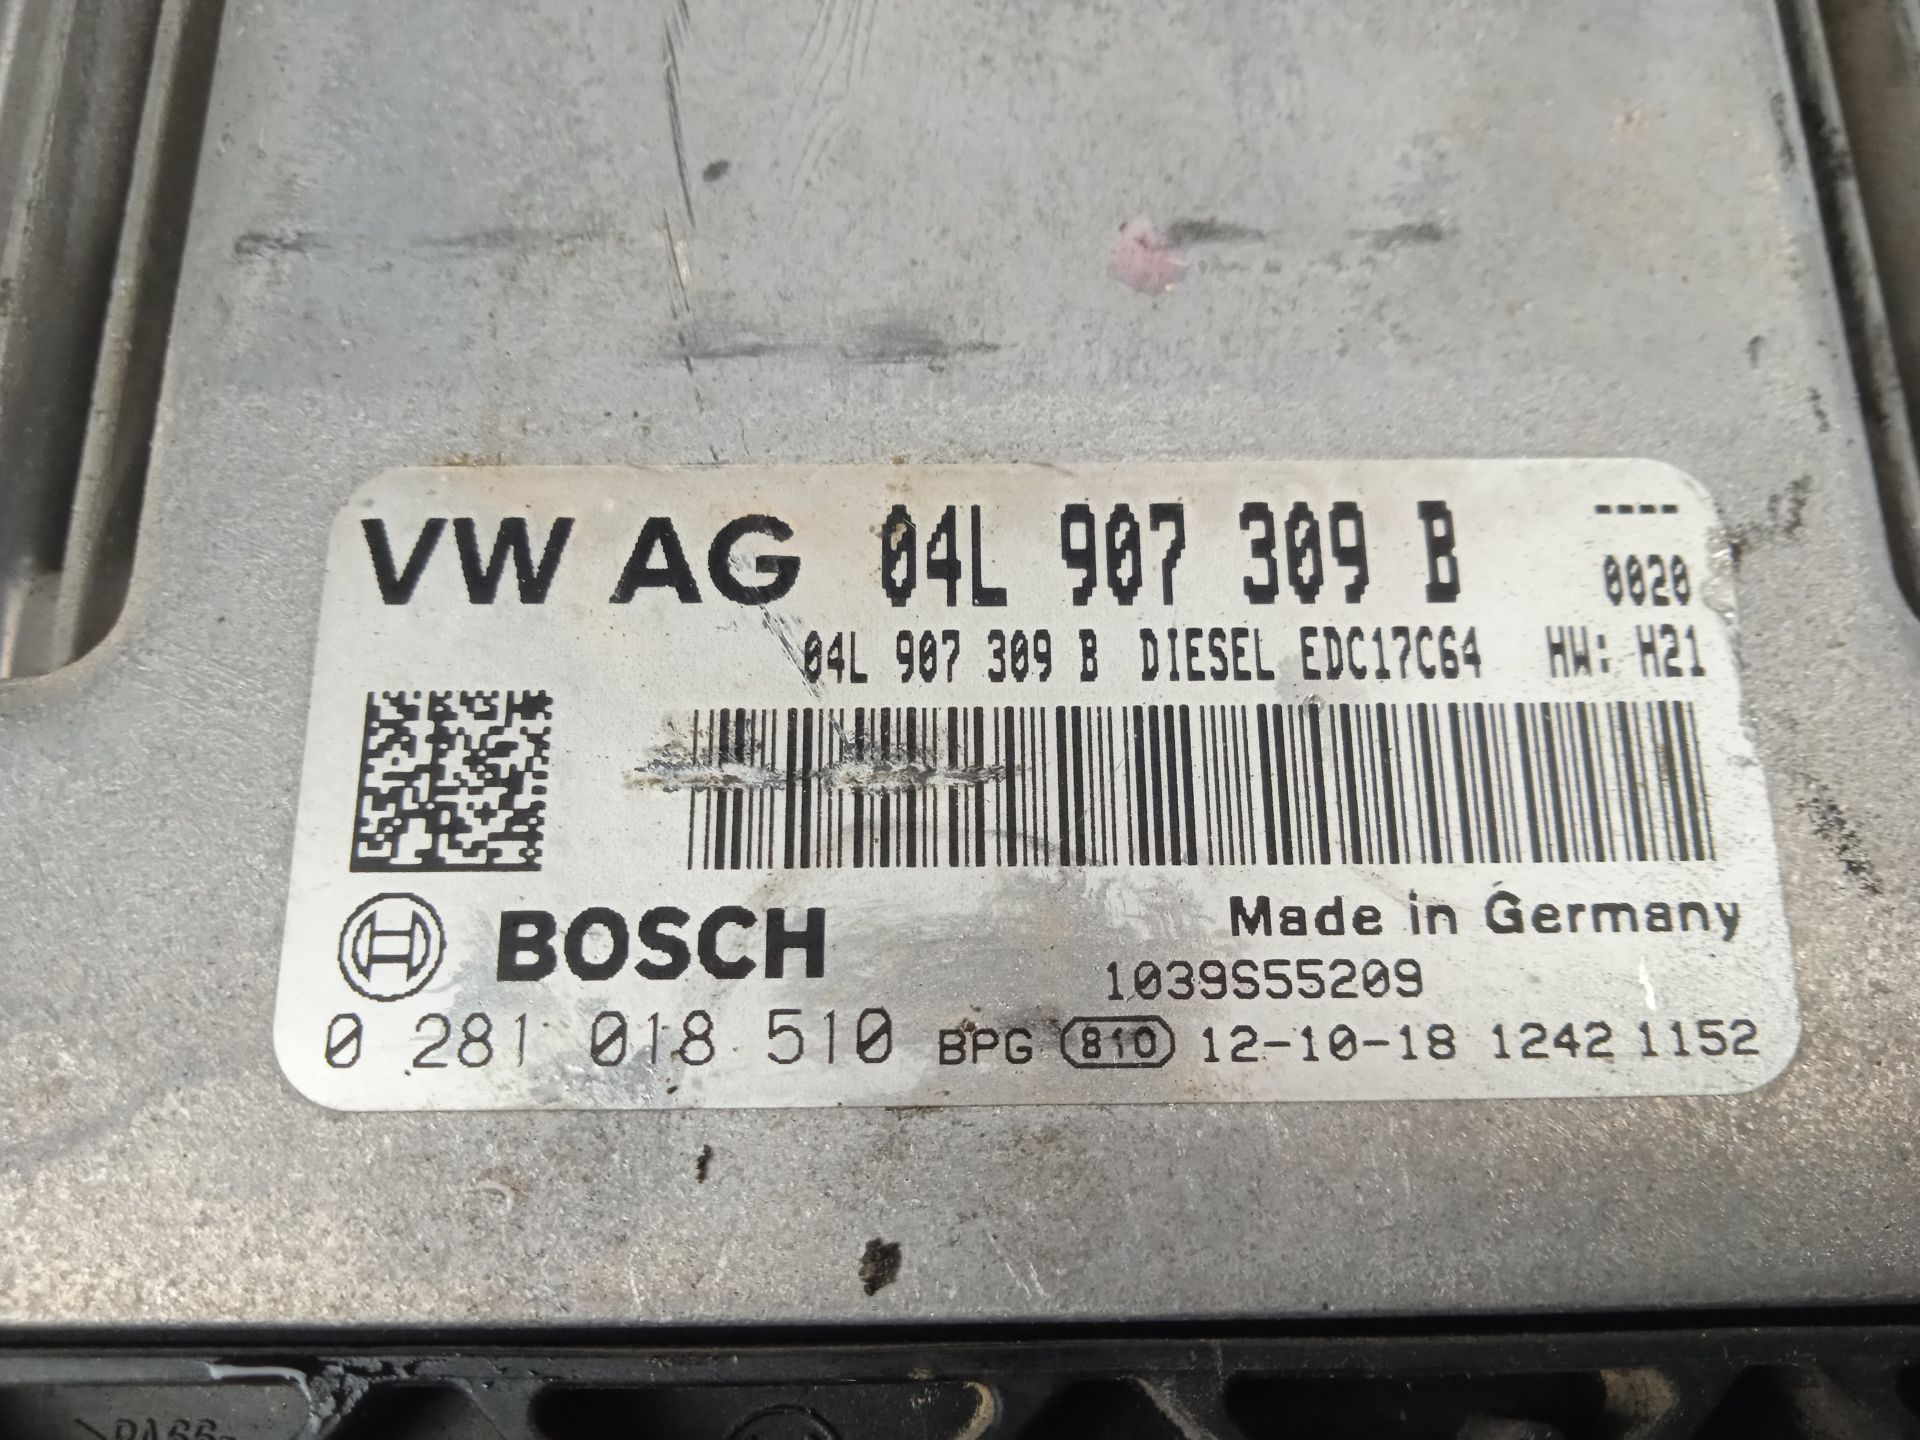 VW AG 04L 907 309 B ----
0020
04L 907 309 B DIESEL EDC17C64 HW: H21
BOSCH
Made in Germany
1039S55209
0 281 018 510 BPG 810 12-10-18 1242 1152